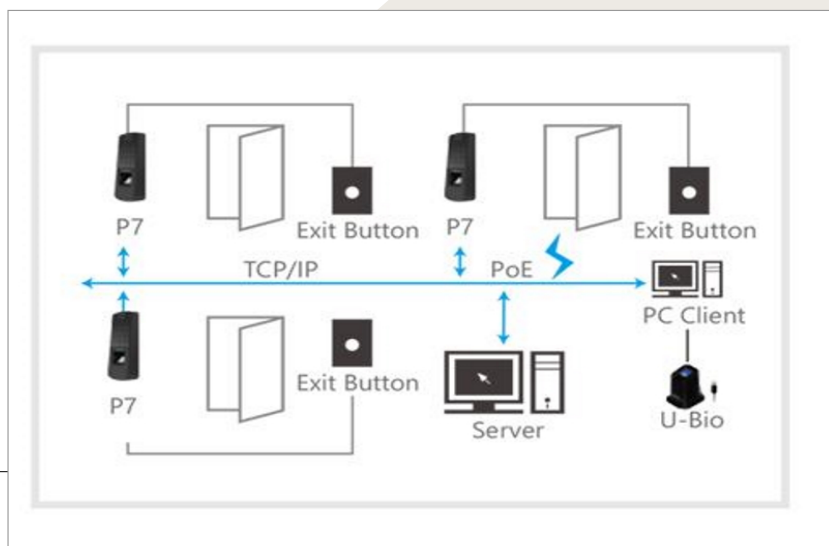 P7
Exit Button
P7
Exit Button
TCP/IP
PoE
PC Client
P7
Exit Button
Server
U-Bio